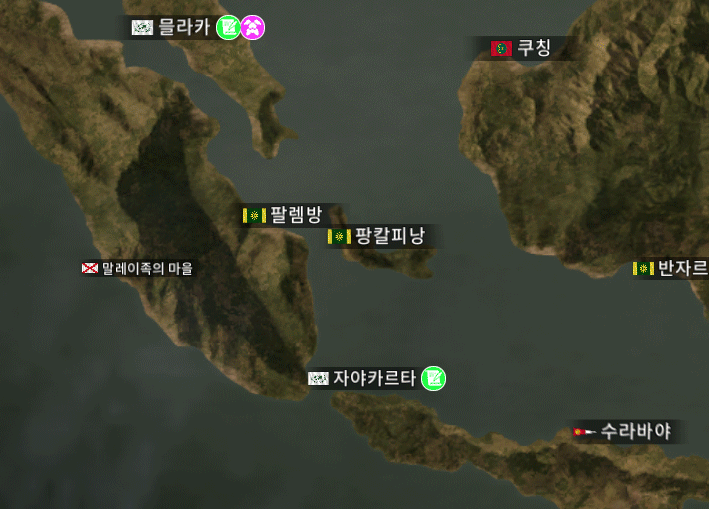 믈라카
쿠칭
팔렘방
팡칼피낭
말레이족의 마을
반자르
자야카르타
수라바야